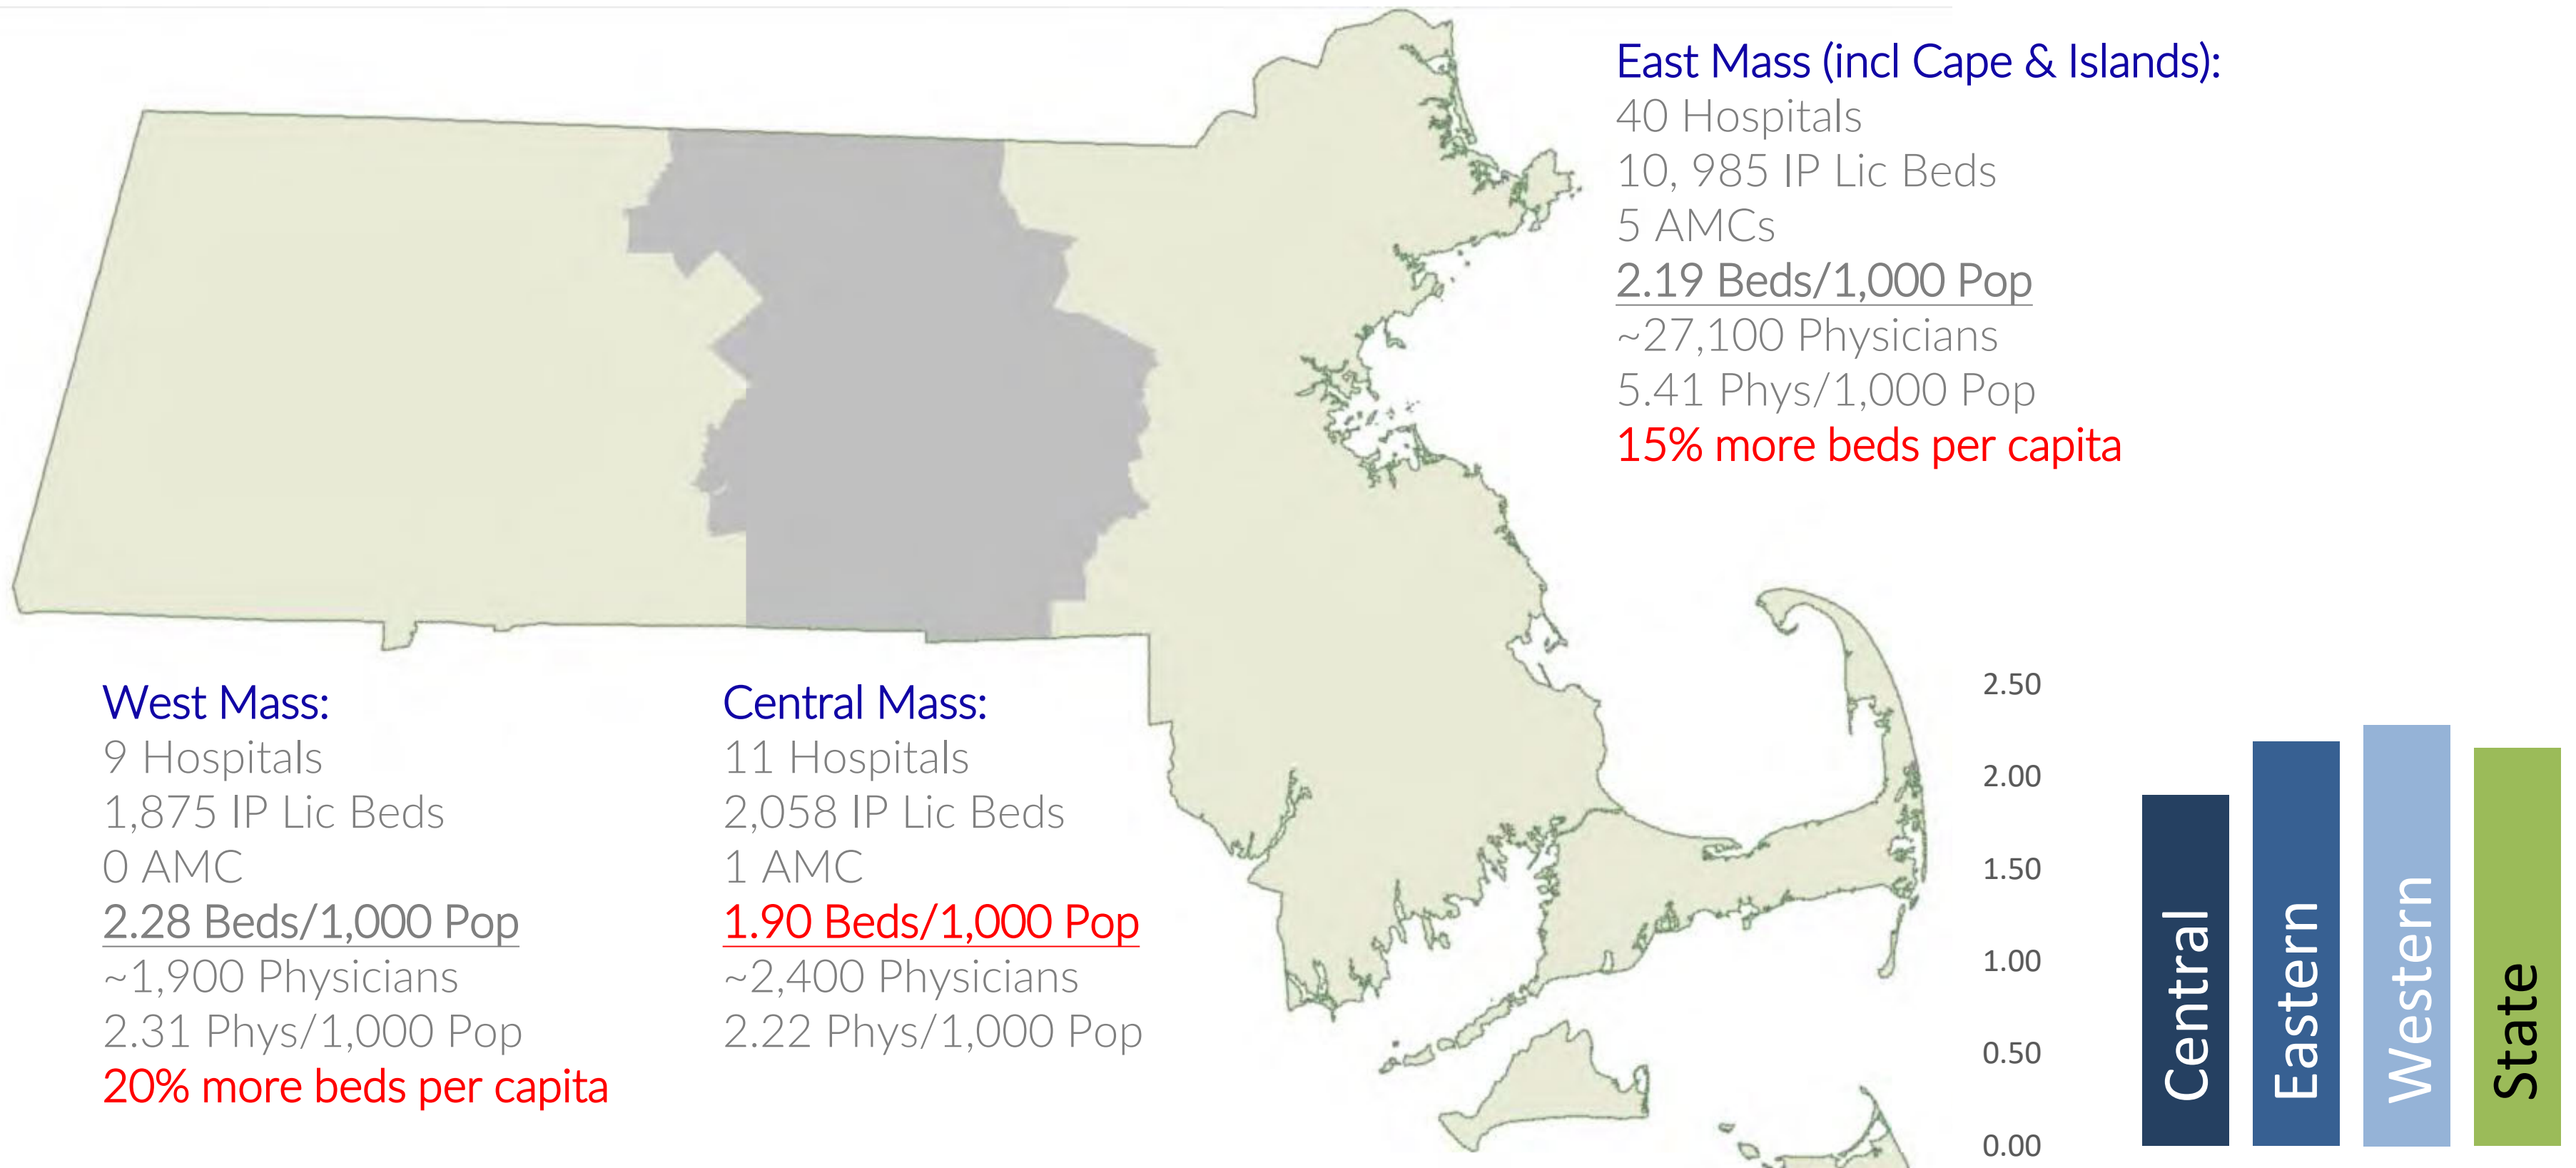 East Mass (incl Cape & Islands):
40 Hospitals
10, 985 IP Lic Beds
5 AMCs
2.19 Beds/1,000 Pop
~27,100 Physicians
5.41 Phys/1,000 Pop
15% more beds per capita
West Mass:
9 Hospitals
1,875 IP Lic Beds
0 AMC
2.28 Beds/1,000 Pop
~1,900 Physicians
2.31 Phys/1,000 Pop
20% more beds per capita
Central Mass:
11 Hospitals
2,058 IP Lic Beds
1 AMC
1.90 Beds/1,000 Pop
~2,400 Physicians
2.22 Phys/1,000 Pop
2.50
2.00
1.50
1.00
0.50
0.00
Central
Eastern
Western
State